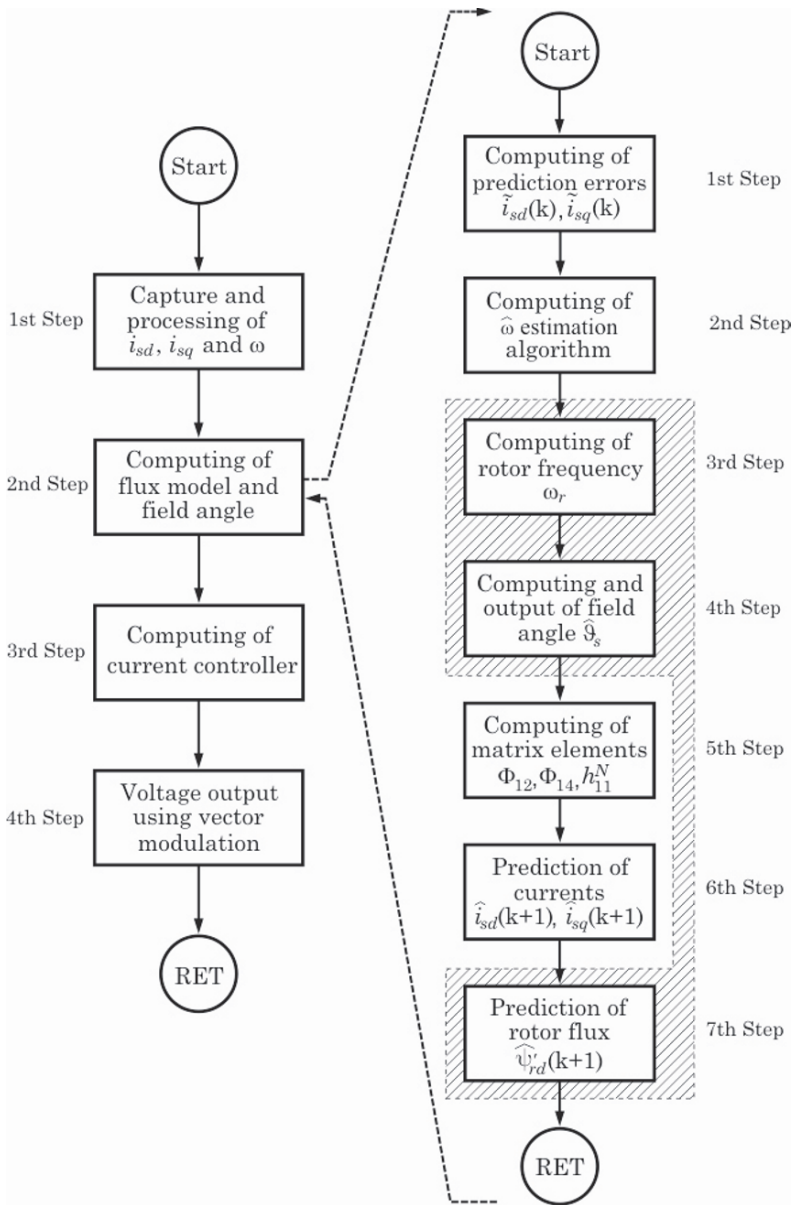 Start
1st Step
Capture and
processing of
i_sd, i_sq and ω
2nd Step
Computing of
flux model and
field angle
3rd Step
Computing of
current controller
4th Step
Voltage output
using vector
modulation
RET
Start
Computing of
prediction errors
ĩ_sd(k), ĩ_sq(k)
1st Step
Computing of
ω̂ estimation
algorithm
2nd Step
Computing of
rotor frequency
ω_r
3rd Step
Computing and
output of field
angle ϑ̂_s
4th Step
Computing of
matrix elements
Φ_12, Φ_14, h_11^N
5th Step
Prediction of
currents
î_sd(k+1), î_sq(k+1)
6th Step
Prediction of
rotor flux
ψ̂'_rd(k+1)
7th Step
RET